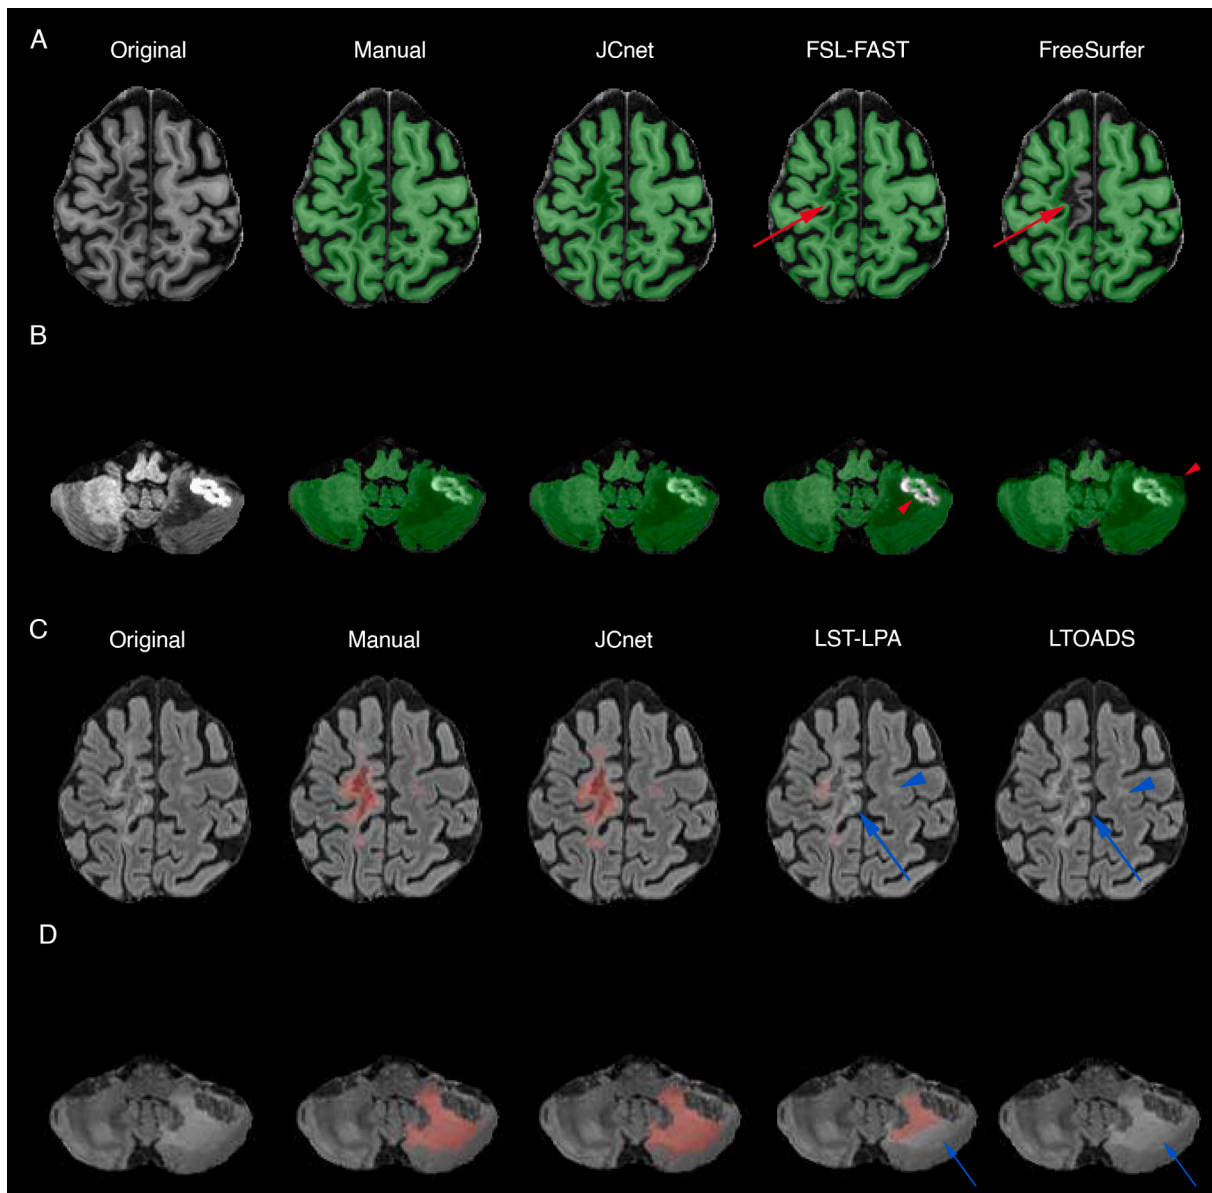 A
Original Manual JCnet FSL-FAST FreeSurfer
B
C
Original Manual JCnet LST-LPA LTOADS
D